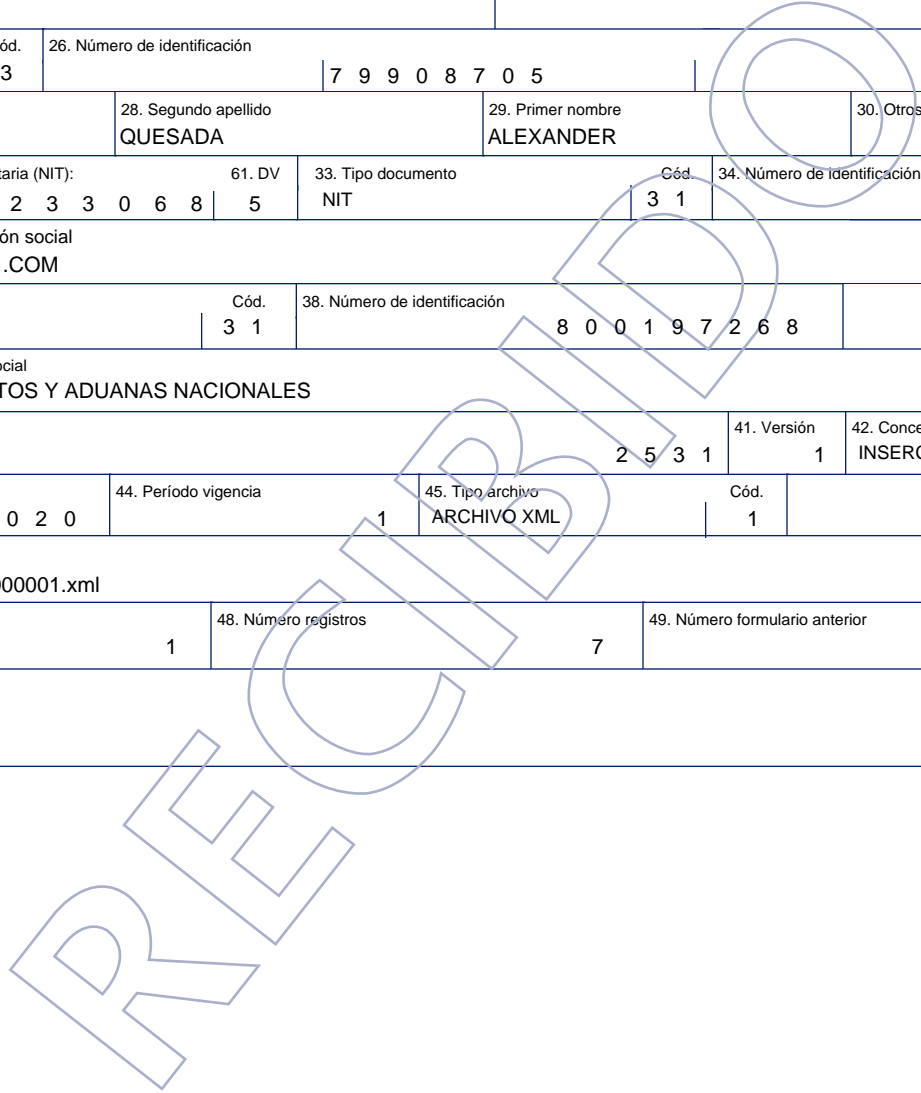 ód. 26. Número de identificación
3 7 9 9 0 8 7 0 5
28. Segundo apellido 29. Primer nombre 30. Otros
QUESADA ALEXANDER
taria (NIT): 61. DV 33. Tipo documento Cód. 34. Número de identificación
2 3 3 0 6 8 5 NIT 3 1
ón social
.COM
Cód. 38. Número de identificación
3 1 8 0 0 1 9 7 2 6 8
ocial
TOS Y ADUANAS NACIONALES
41. Versión 42. Conce
2 5 3 1 1 INSERC
44. Período vigencia 45. Tipo archivo Cód.
0 2 0 1 ARCHIVO XML 1
000001.xml
48. Número registros 49. Número formulario anterior
1 7
RECIBIDO